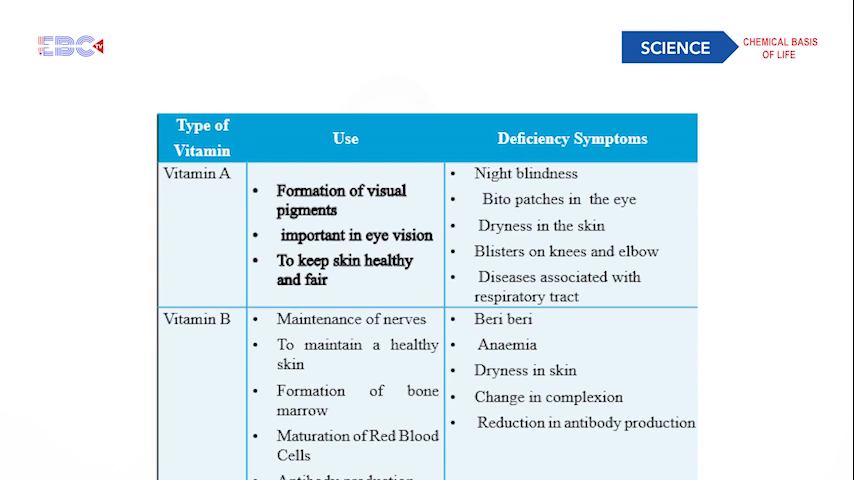 EBC TV
SCIENCE
CHEMICAL BASIS
OF LIFE
Type of
Vitamin
Use
Deficiency Symptoms
Vitamin A
• Formation of visual
pigments
• important in eye vision
• To keep skin healthy
and fair
• Night blindness
• Bito patches in the eye
• Dryness in the skin
• Blisters on knees and elbow
• Diseases associated with
respiratory tract
Vitamin B
• Maintenance of nerves
• To maintain a healthy
skin
• Formation of bone
marrow
• Maturation of Red Blood
Cells
• Antibody production
• Beri beri
• Anaemia
• Dryness in skin
• Change in complexion
• Reduction in antibody production